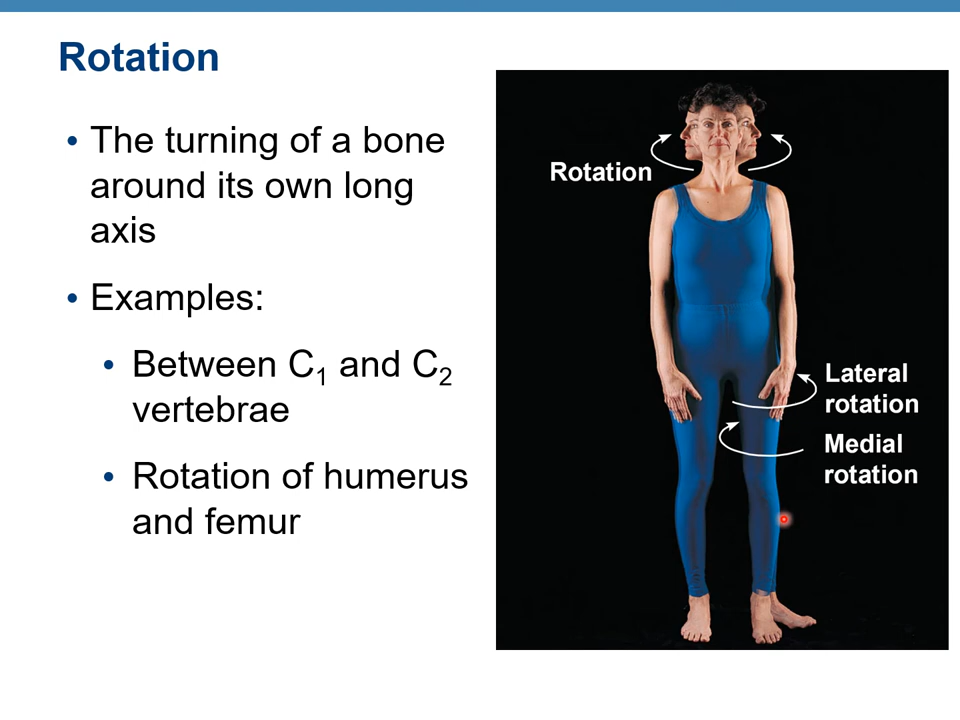 Rotation
• The turning of a bone
around its own long
axis
• Examples:
• Between C₁ and C₂
vertebrae
• Rotation of humerus
and femur
Rotation
Lateral
rotation
Medial
rotation